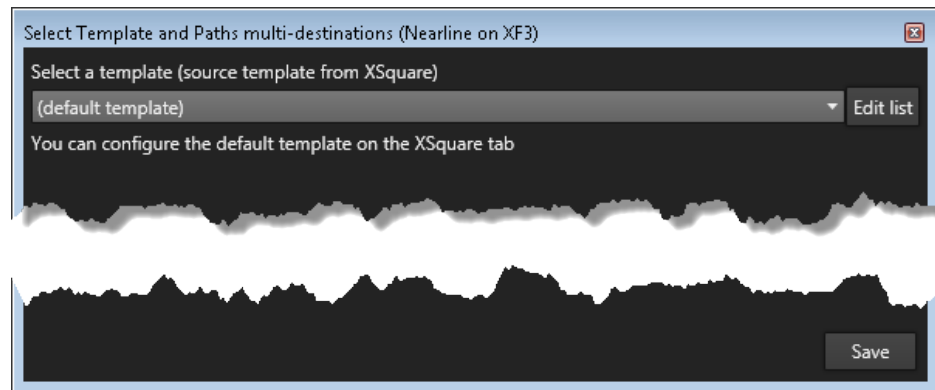 Select Template and Paths multi-destinations (Nearline on XF3)
Select a template (source template from XSquare)
(default template) Edit list
You can configure the default template on the XSquare tab
Save